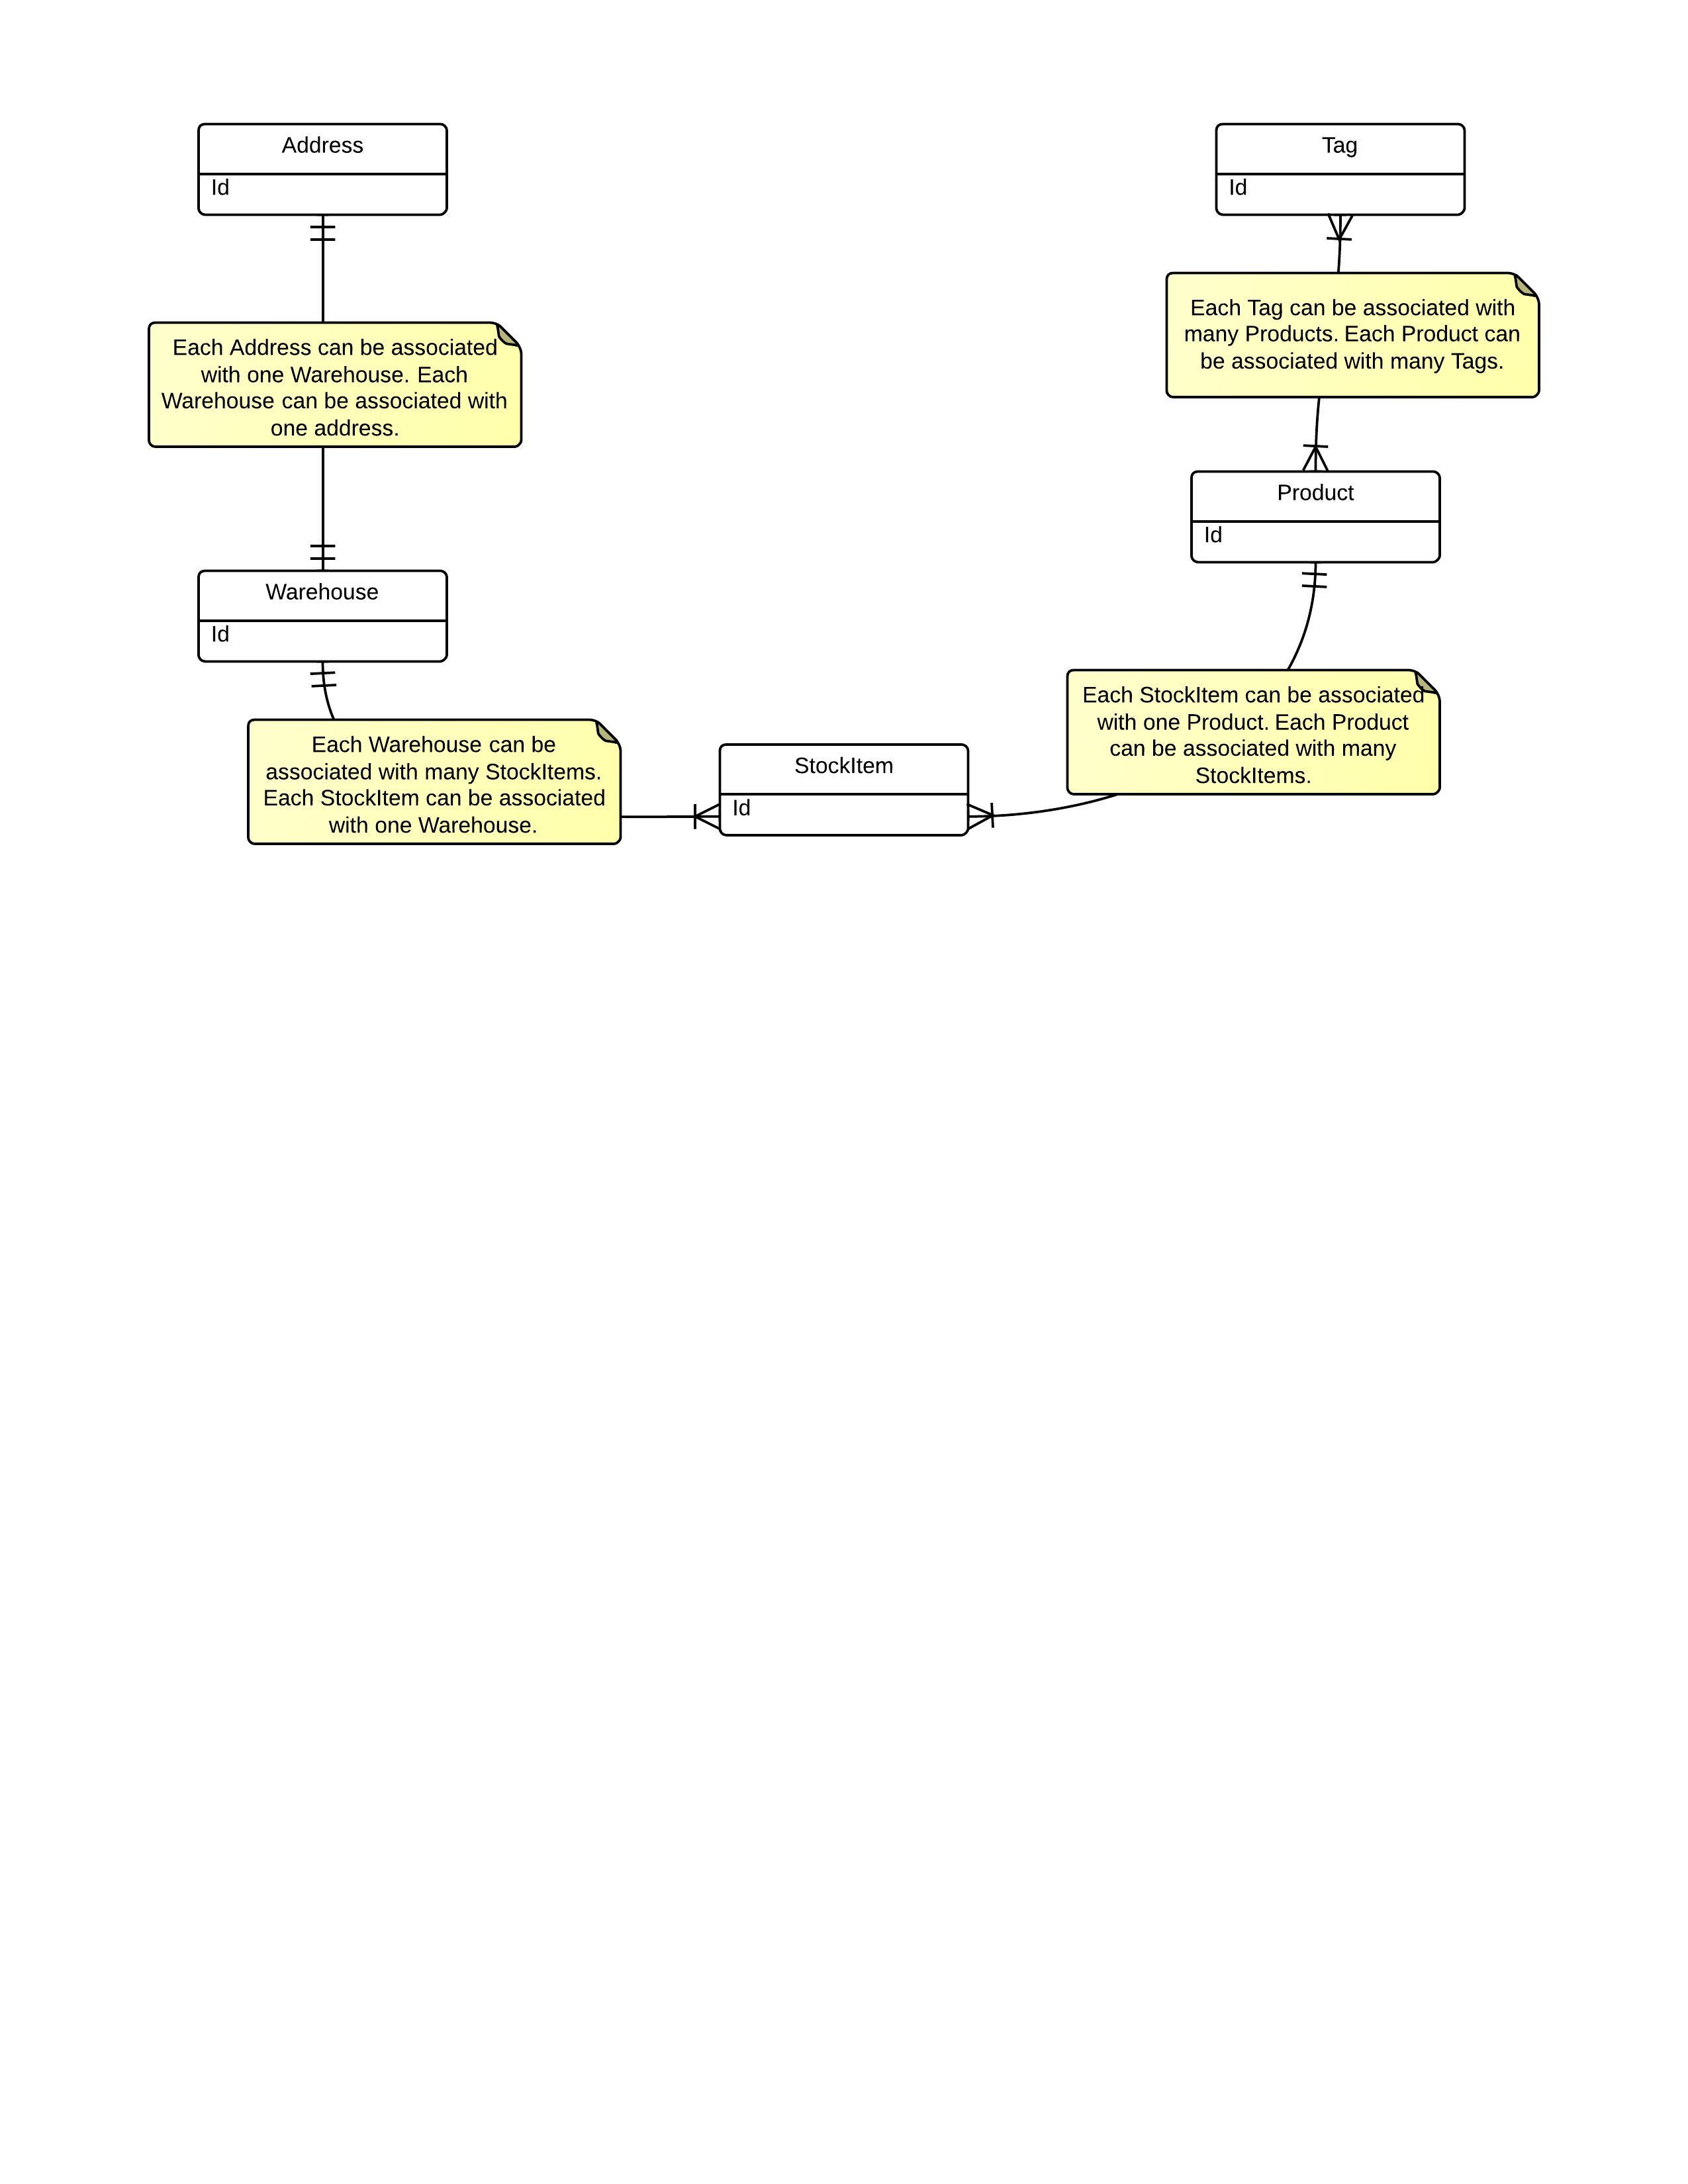 Address
Id
Tag
Id
Each Address can be associated
with one Warehouse. Each
Warehouse can be associated with
one address.
Each Tag can be associated with
many Products. Each Product can
be associated with many Tags.
Product
Id
Warehouse
Id
Each Warehouse can be
associated with many StockItems.
Each StockItem can be associated
with one Warehouse.
StockItem
Id
Each StockItem can be associated
with one Product. Each Product
can be associated with many
StockItems.